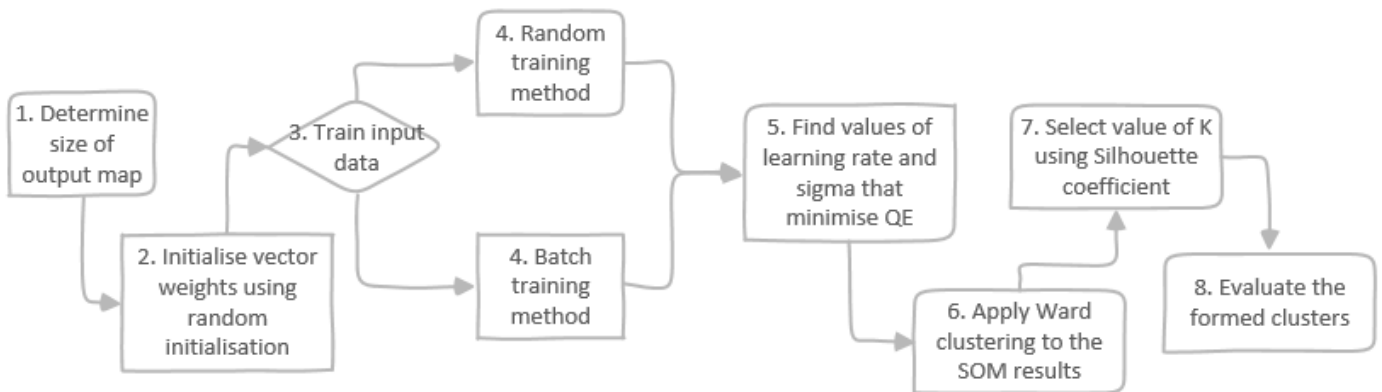 1. Determine
size of
output map
2. Initialise vector
weights using
random
initialisation
3. Train input
data
4. Random
training
method
4. Batch
training
method
5. Find values of
learning rate and
sigma that
minimise QE
6. Apply Ward
clustering to the
SOM results
7. Select value of K
using Silhouette
coefficient
8. Evaluate the
formed clusters